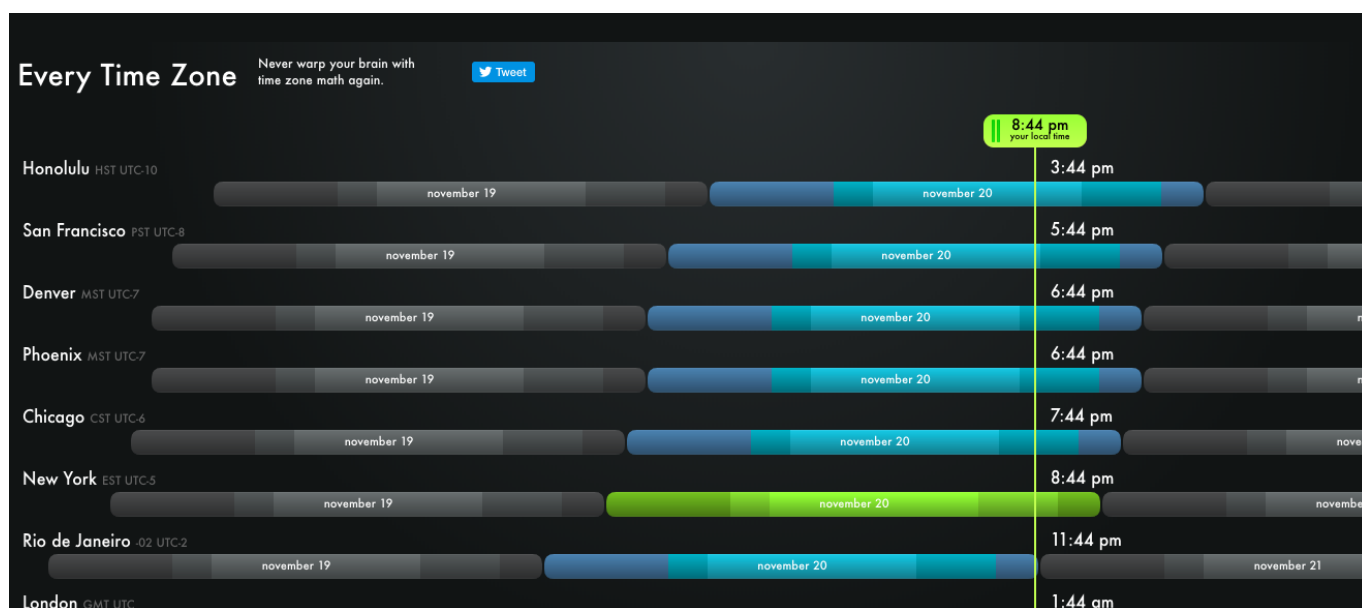 Every Time Zone
Never warp your brain with
time zone math again.
Tweet
8:44 pm
your local time
Honolulu HST UTC-10
3:44 pm
november 19
november 20
San Francisco PST UTC-8
5:44 pm
november 19
november 20
Denver MST UTC-7
6:44 pm
november 19
november 20
Phoenix MST UTC-7
6:44 pm
november 19
november 20
Chicago CST UTC-6
7:44 pm
november 19
november 20
New York EST UTC-5
8:44 pm
november 19
november 20
Rio de Janeiro -02 UTC-2
11:44 pm
november 19
november 20
november 21
London GMT UTC
1:44 am